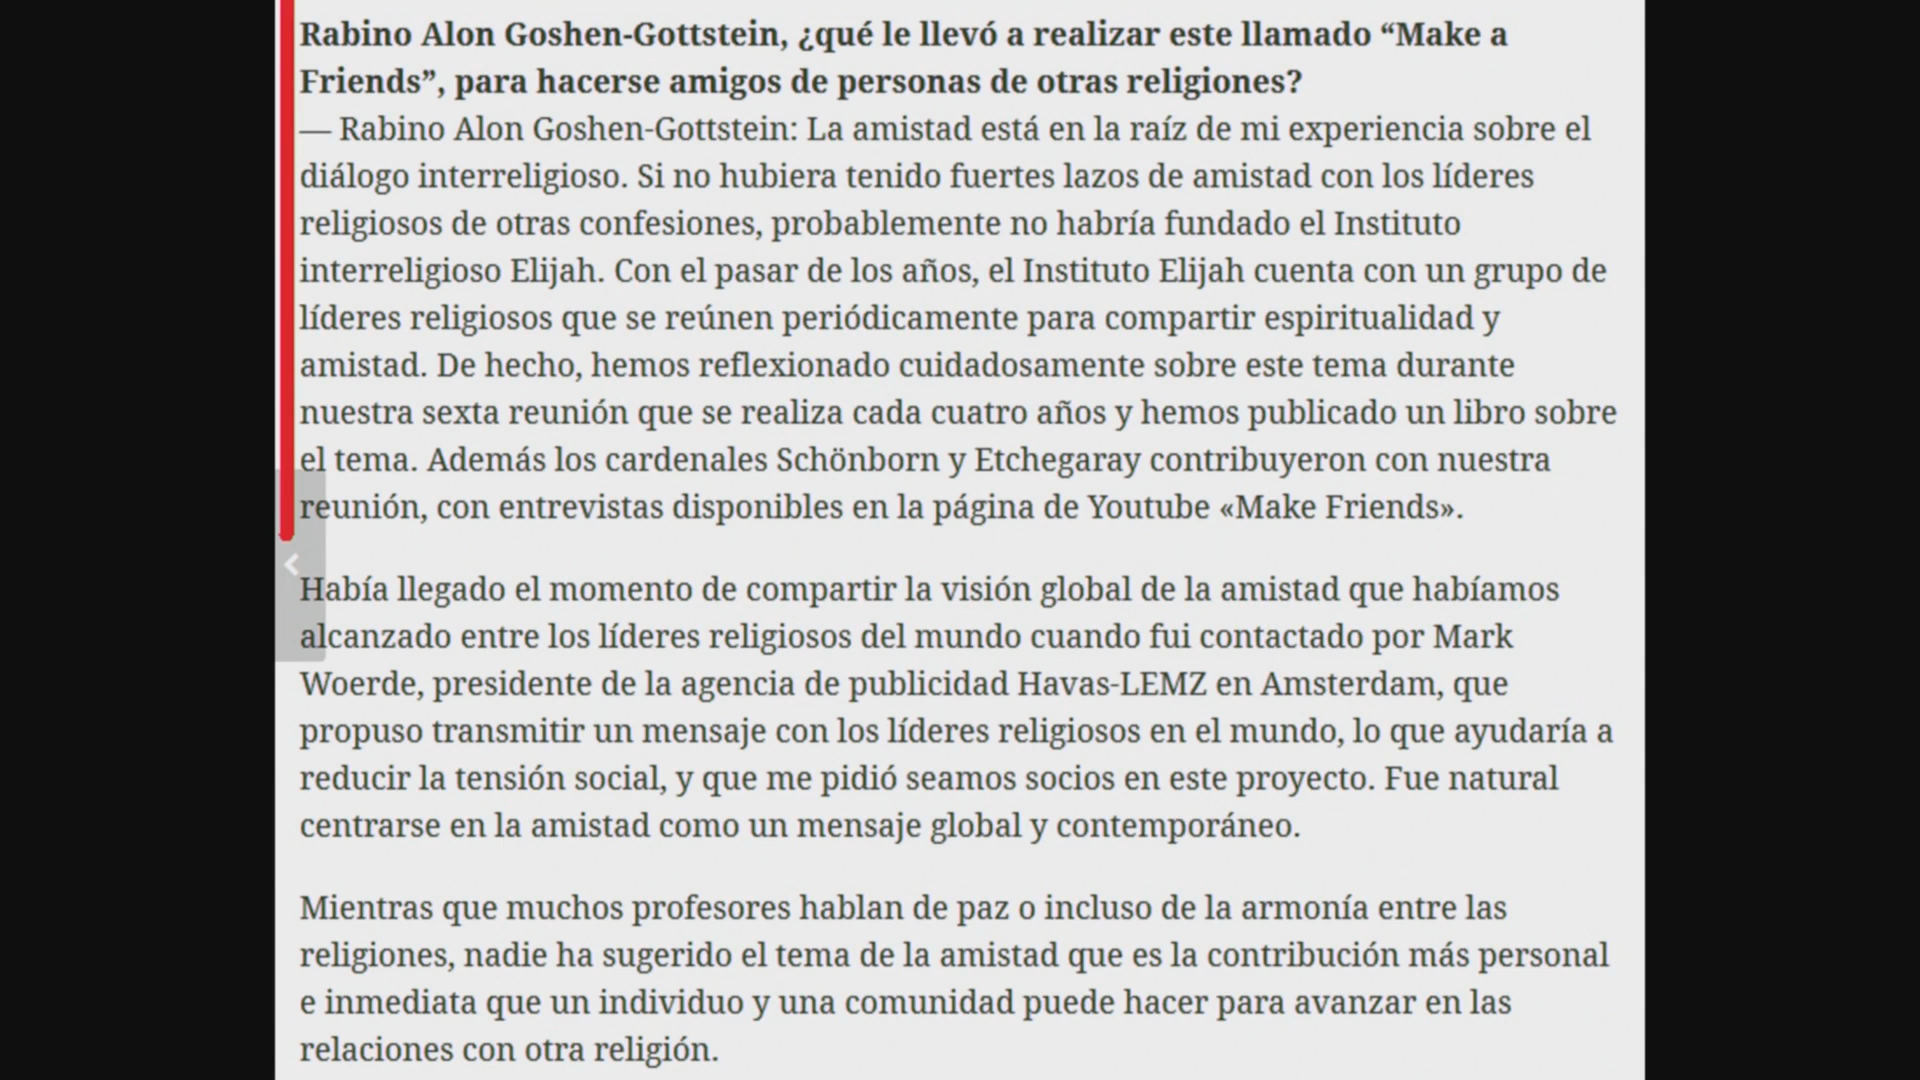 Rabino Alon Goshen-Gottstein, ¿qué le llevó a realizar este llamado “Make a
Friends”, para hacerse amigos de personas de otras religiones?
— Rabino Alon Goshen-Gottstein: La amistad está en la raíz de mi experiencia sobre el
diálogo interreligioso. Si no hubiera tenido fuertes lazos de amistad con los líderes
religiosos de otras confesiones, probablemente no habría fundado el Instituto
interreligioso Elijah. Con el pasar de los años, el Instituto Elijah cuenta con un grupo de
líderes religiosos que se reúnen periódicamente para compartir espiritualidad y
amistad. De hecho, hemos reflexionado cuidadosamente sobre este tema durante
nuestra sexta reunión que se realiza cada cuatro años y hemos publicado un libro sobre
el tema. Además los cardenales Schönborn y Etchegaray contribuyeron con nuestra
reunión, con entrevistas disponibles en la página de Youtube «Make Friends».
Había llegado el momento de compartir la visión global de la amistad que habíamos
alcanzado entre los líderes religiosos del mundo cuando fui contactado por Mark
Woerde, presidente de la agencia de publicidad Havas-LEMZ en Amsterdam, que
propuso transmitir un mensaje con los líderes religiosos en el mundo, lo que ayudaría a
reducir la tensión social, y que me pidió seamos socios en este proyecto. Fue natural
centrarse en la amistad como un mensaje global y contemporáneo.
Mientras que muchos profesores hablan de paz o incluso de la armonía entre las
religiones, nadie ha sugerido el tema de la amistad que es la contribución más personal
e inmediata que un individuo y una comunidad puede hacer para avanzar en las
relaciones con otra religión.